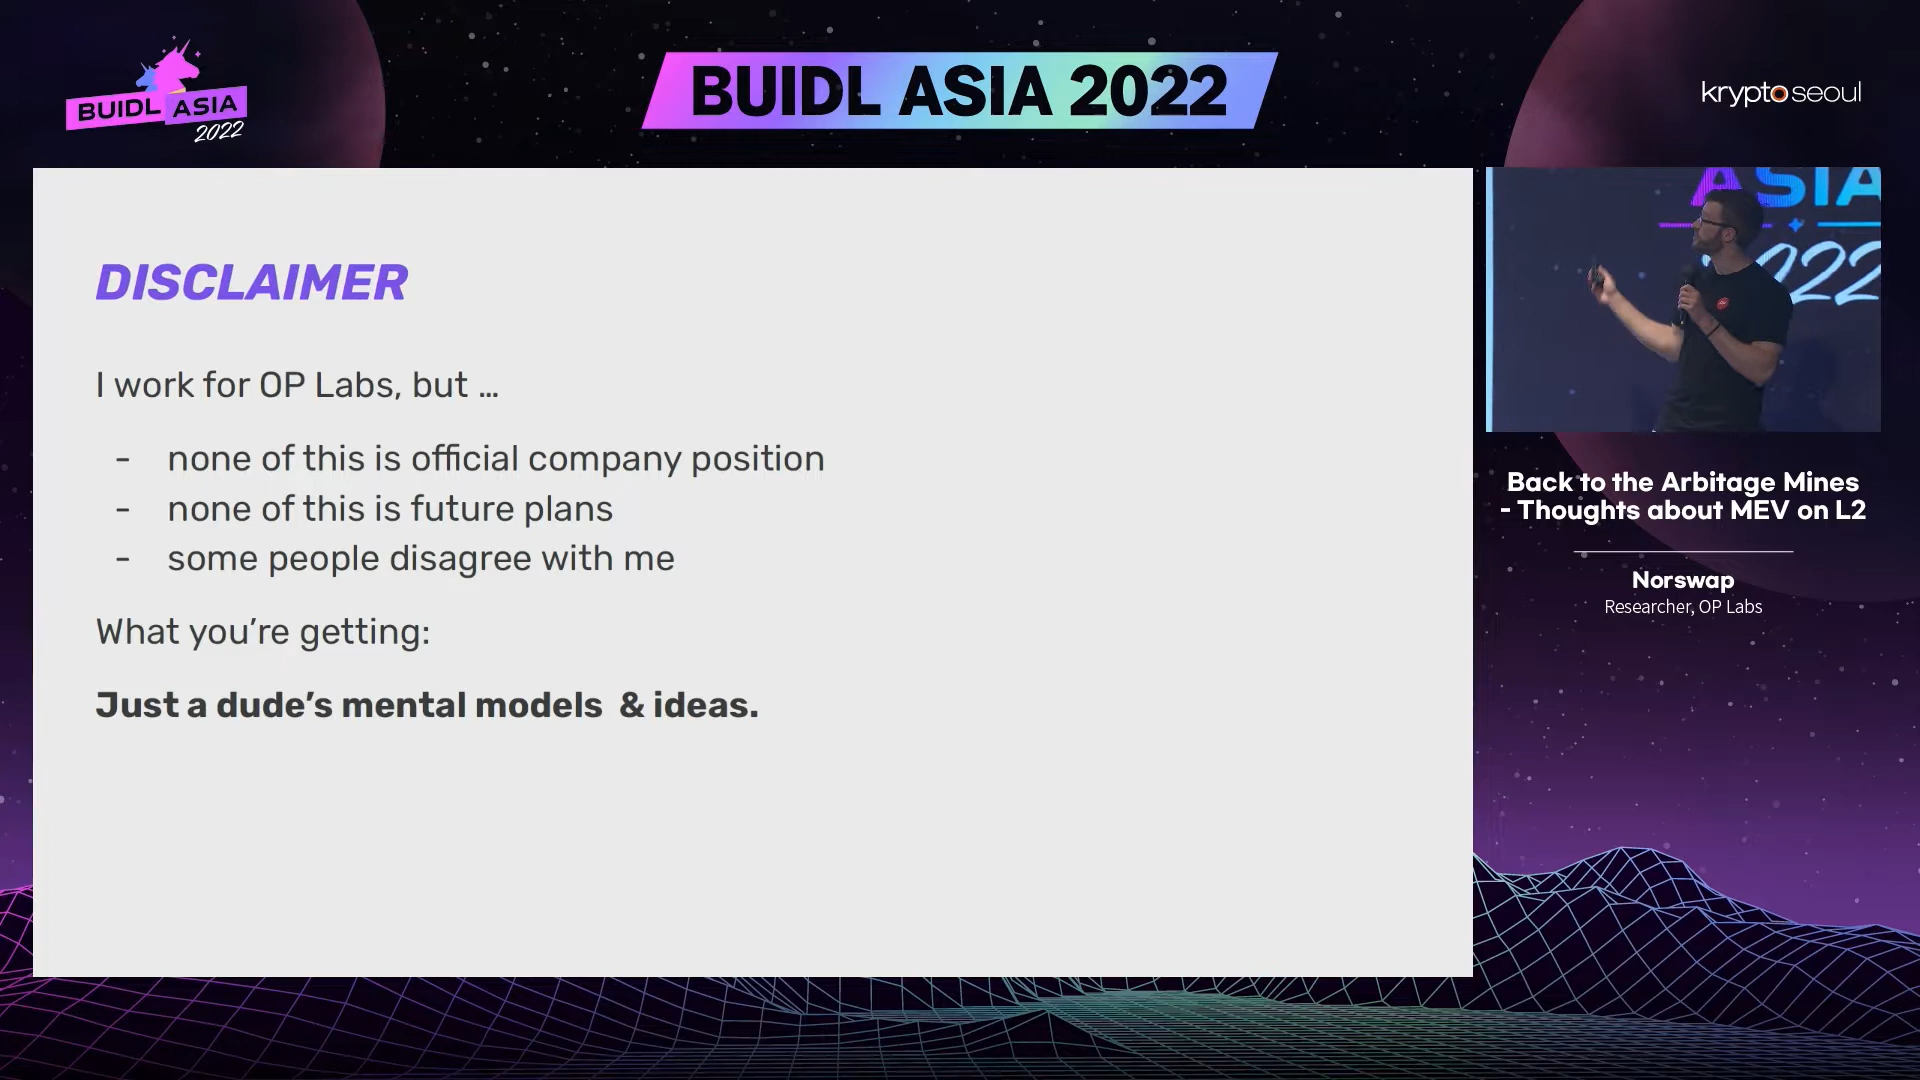 BUIDL ASIA
2022
BUIDL ASIA 2022
kryptoseoul
DISCLAIMER
I work for OP Labs, but ...
- none of this is official company position
- none of this is future plans
- some people disagree with me
What you're getting:
Just a dude's mental models & ideas.
ASIA
2022
Back to the Arbitage Mines
- Thoughts about MEV on L2
Norswap
Researcher, OP Labs